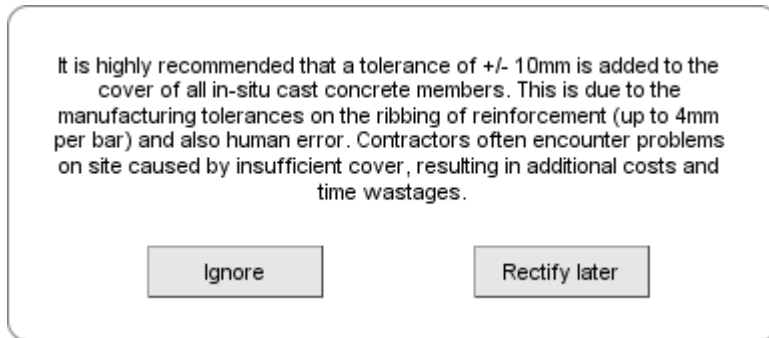 It is highly recommended that a tolerance of +/- 10mm is added to the
cover of all in-situ cast concrete members. This is due to the
manufacturing tolerances on the ribbing of reinforcement (up to 4mm
per bar) and also human error. Contractors often encounter problems
on site caused by insufficient cover, resulting in additional costs and
time wastages.
Ignore
Rectify later